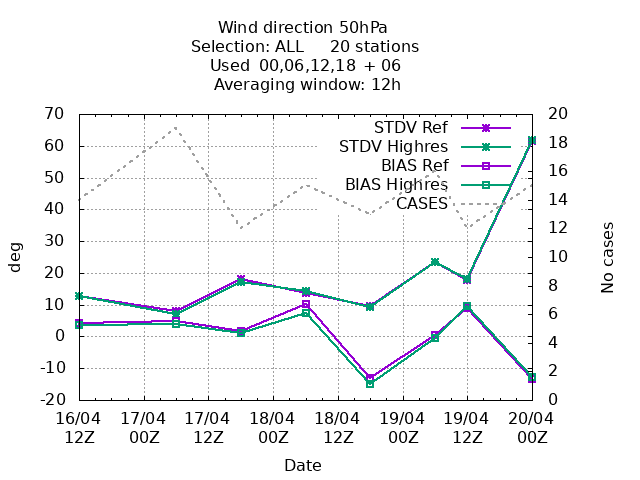 Wind direction 50hPa
Selection: ALL 20 stations
Used 00,06,12,18 + 06
Averaging window: 12h
70
60
50
40
30
20
10
0
-10
-20
deg
20
18
16
14
12
10
8
6
4
2
0
No cases
STDV Ref
STDV Highres
BIAS Ref
BIAS Highres
CASES
16/04 17/04 17/04 18/04 18/04 19/04 19/04 20/04
12Z 00Z 12Z 00Z 12Z 00Z 12Z 00Z
Date